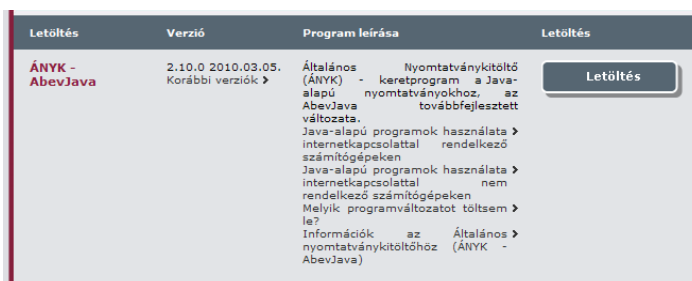 Letöltés Verzió Program leírása Letöltés
ÁNYK -
AbevJava
2.10.0 2010.03.05.
Korábbi verziók >
Általános Nyomtatványkitöltő
(ÁNYK) - keretprogram a Java-
alapú nyomtatványokhoz, az
AbevJava továbbfejlesztett
változata.
Java-alapú programok használata >
internetkapcsolattal rendelkező
számítógépeken
Java-alapú programok használata >
internetkapcsolattal nem
rendelkező számítógépeken
Melyik programváltozatot töltsem >
le?
Információk az Általános >
nyomtatványkitöltőhöz (ÁNYK -
AbevJava)
Letöltés